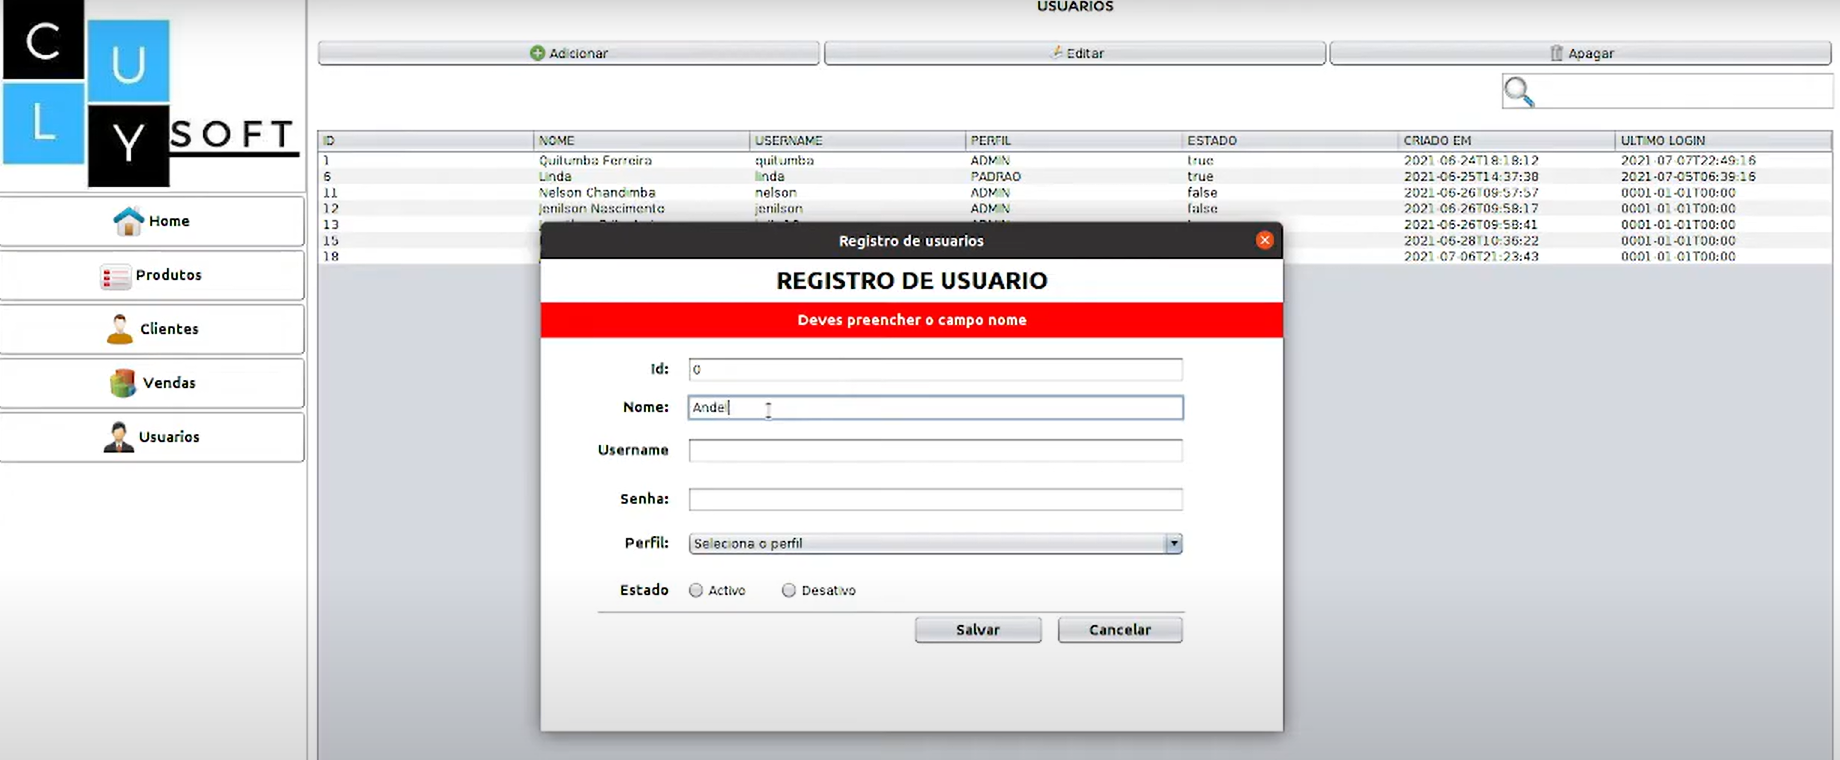 C
U
L
Y
SOFT
Home
Produtos
Clientes
Vendas
Usuarios
USUARIOS
Adicionar Editar Apagar
ID NOME USERNAME PERFIL ESTADO CRIADO EM ULTIMO LOGIN
1 Quitumba Ferreira quitumba ADMIN true 2021-06-24T18:18:12 2021-07-07T22:49:16
6 Linda linda PADRAO true 2021-06-25T14:37:38 2021-07-05T06:39:16
11 Nelson Chandimba nelson ADMIN false 2021-06-26T09:57:57 0001-01-01T00:00
12 Jenilson Nascimento jenilson ADMIN false 2021-06-26T09:58:17 0001-01-01T00:00
13 2021-06-26T09:58:41 0001-01-01T00:00
15 2021-06-28T10:36:22 0001-01-01T00:00
18 2021-07-06T21:23:43 0001-01-01T00:00
Registro de usuarios
REGISTRO DE USUARIO
Deves preencher o campo nome
Id: 0
Nome: Andel
Username
Senha:
Perfil: Seleciona o perfil
Estado Activo Desativo
Salvar Cancelar